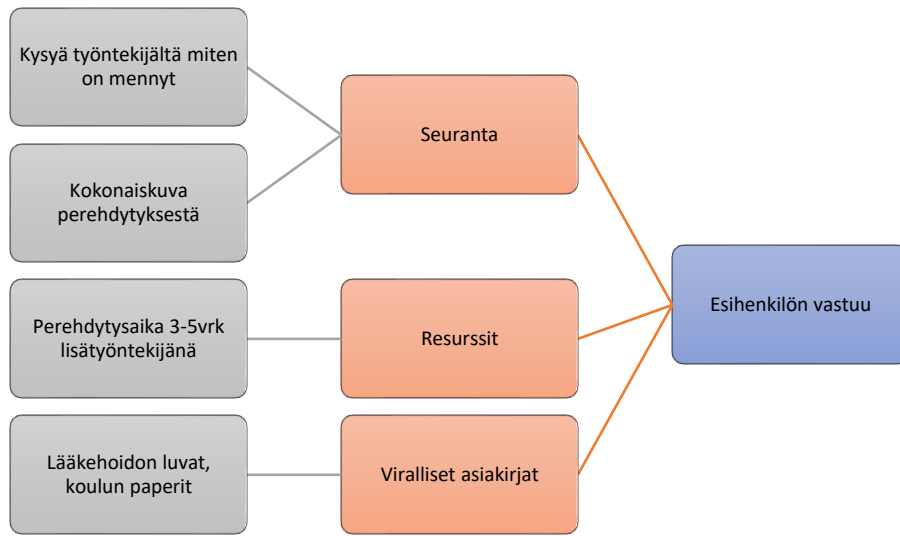 Kysyä työntekijältä miten
on mennyt
Kokonaiskuva
perehdytyksestä
Seuranta
Perehdytysaika 3-5vrk
lisätyöntekijänä
Resurssit
Lääkehoidon luvat,
koulun paperit
Viralliset asiakirjat
Esihenkilön vastuu